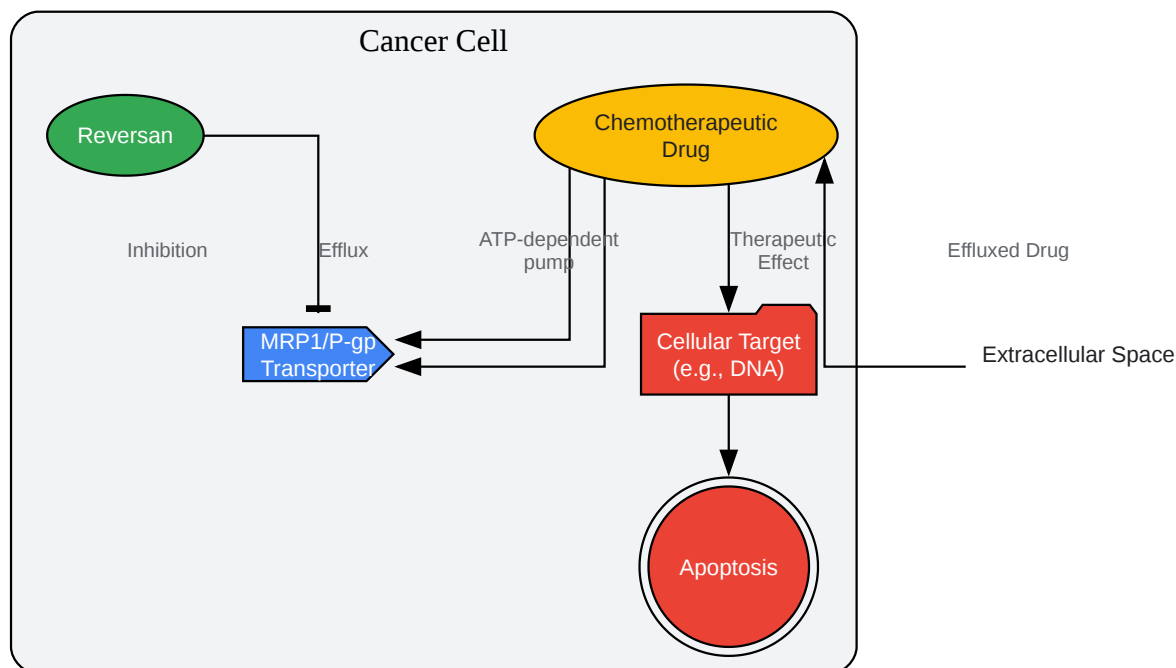 Cancer Cell
Reversan
Chemotherapeutic
Drug
Inhibition
Efflux
ATP-dependent
pump
Therapeutic
Effect
Effluxed Drug
MRP1/P-gp
Transporter
Cellular Target
(e.g., DNA)
Extracellular Space
Apoptosis